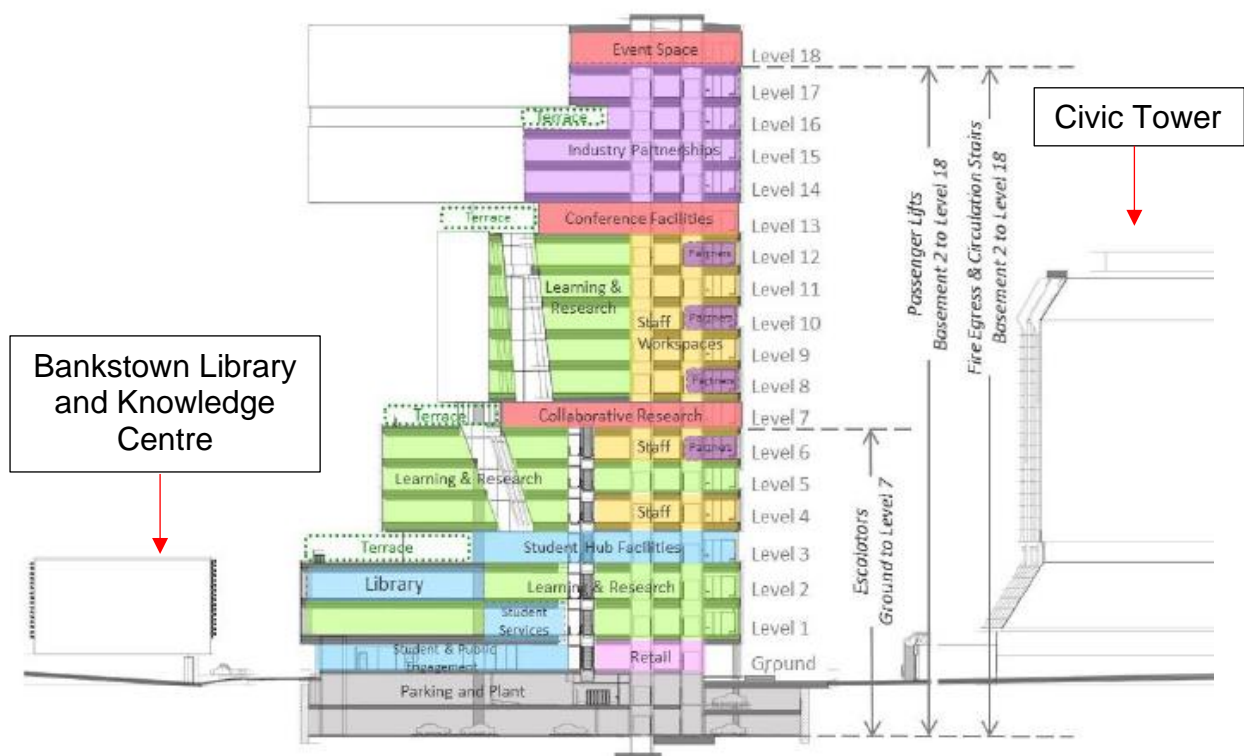 Event Space
Level 18
Level 17
Terrace
Level 16
Industry Partnerships
Level 15
Level 14
Terrace
Conference Facilities
Level 13
Partners
Level 12
Learning &
Research
Level 11
Partners
Level 10
Staff
Workspaces
Level 9
Partners
Level 8
Terrace
Collaborative Research
Level 7
Staff
Partners
Level 6
Learning & Research
Level 5
Staff
Level 4
Terrace
Student Hub Facilities
Level 3
Library
Learning & Research
Level 2
Student
Services
Level 1
Student & Public
Engagement
Retail
Ground
Parking and Plant
Escalators
Ground to Level 7
Passenger Lifts
Basement 2 to Level 18
Fire Egress & Circulation Stairs
Basement 2 to Level 18
Civic Tower
Bankstown Library
and Knowledge
Centre